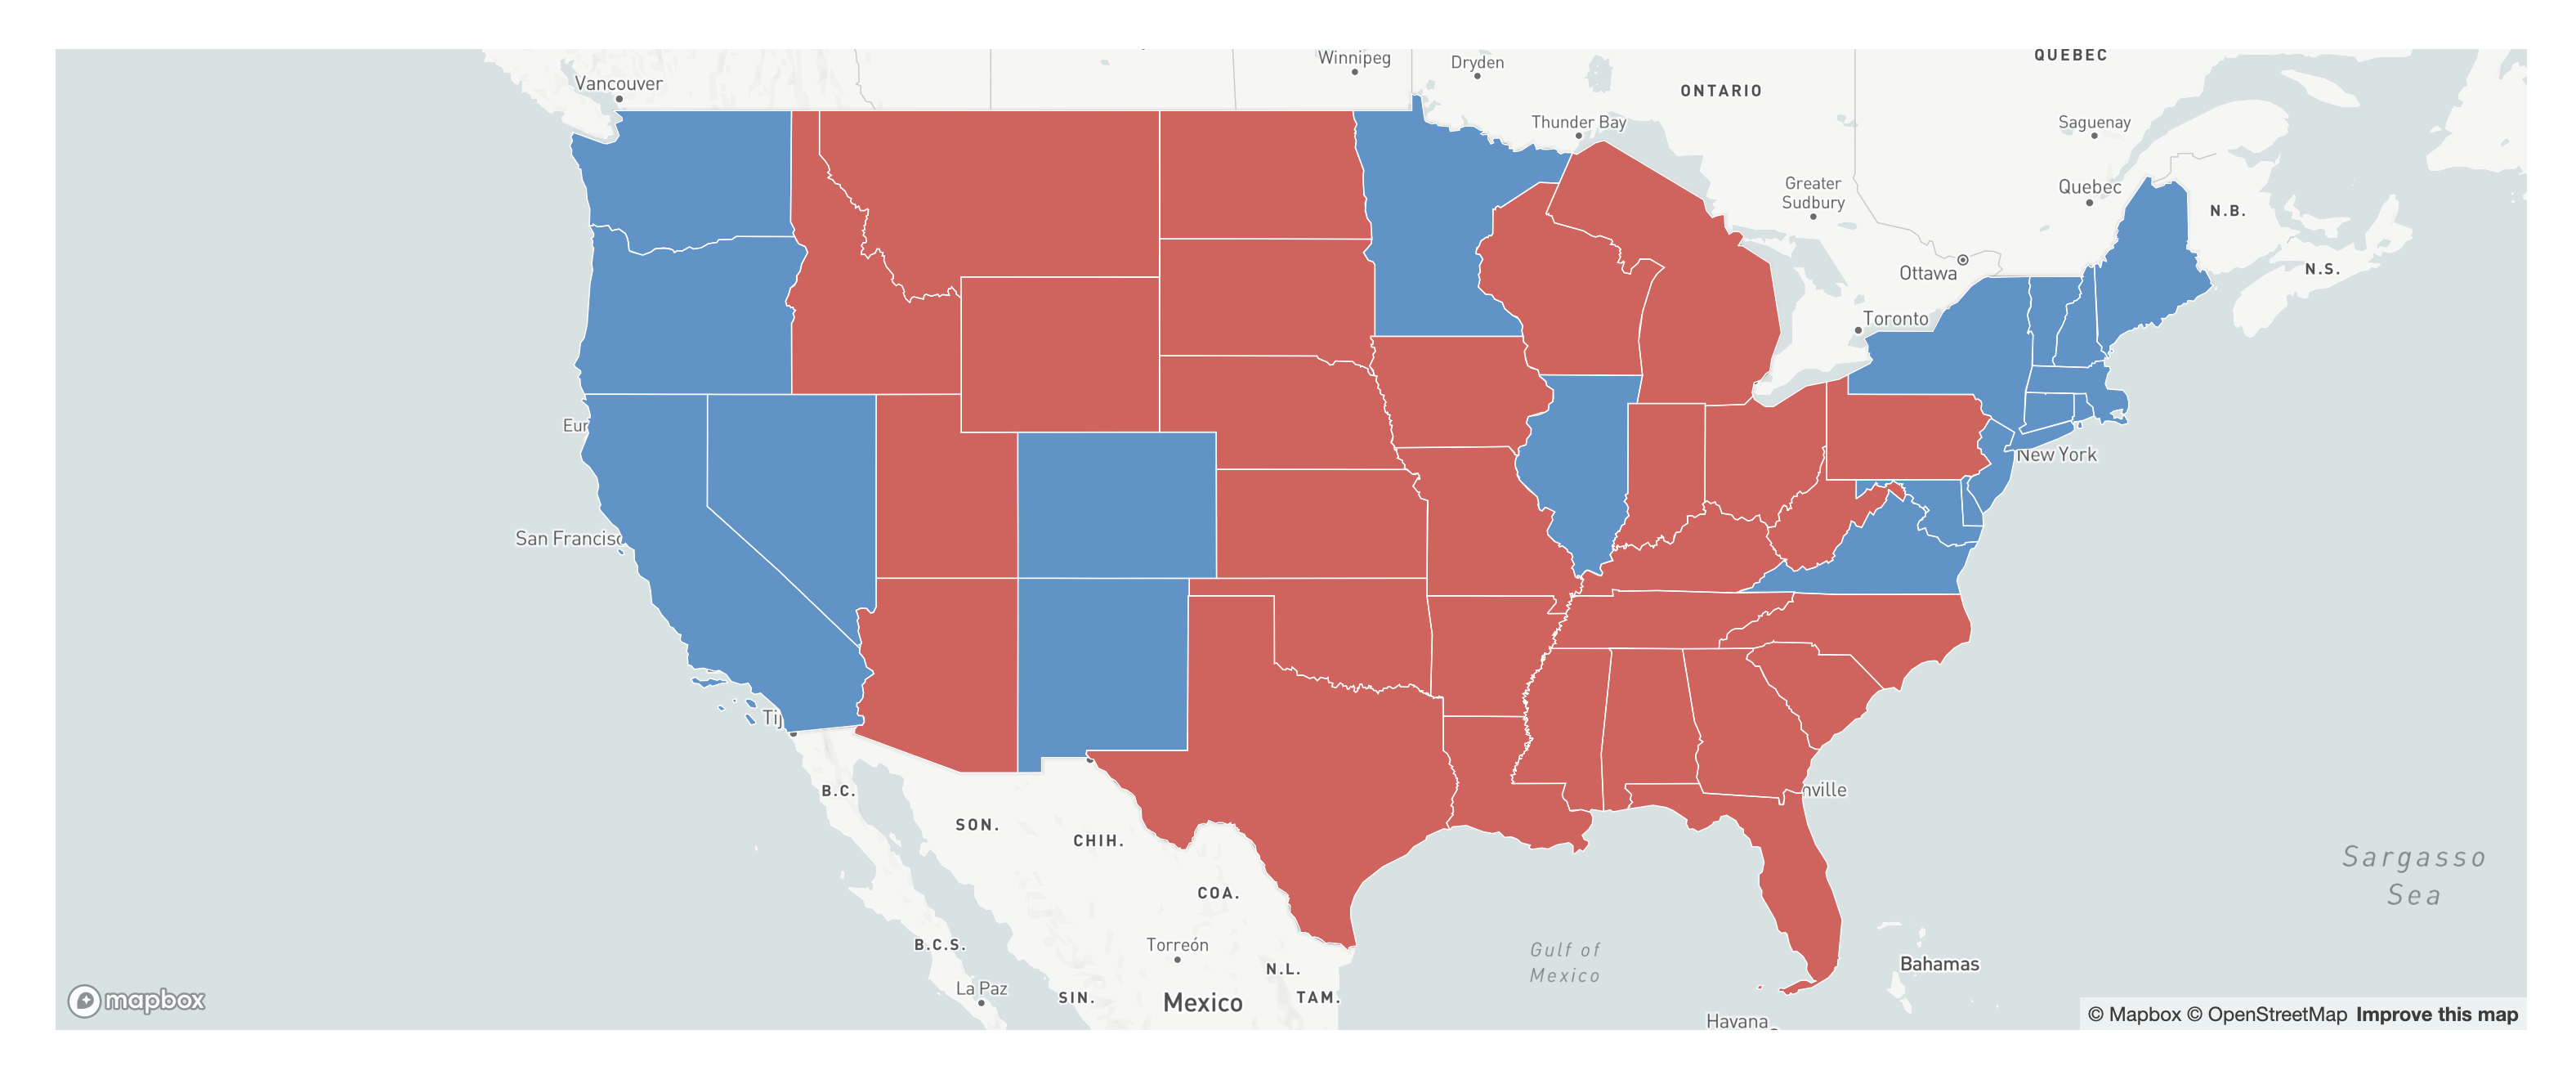 Vancouver
Winnipeg
Dryden
ONTARIO
QUEBEC
Thunder Bay
Saguenay
Greater
Sudbury
Quebec
N.B.
Ottawa
N.S.
Toronto
Eur
New York
San Francisc
Tij
B.C.
nville
SON.
CHIH.
Sargasso
Sea
COA.
B.C.S.
Torreón
Gulf of
Mexico
N.L.
Bahamas
La Paz
SIN.
Mexico
TAM.
mapbox
Havana
© Mapbox © OpenStreetMap Improve this map